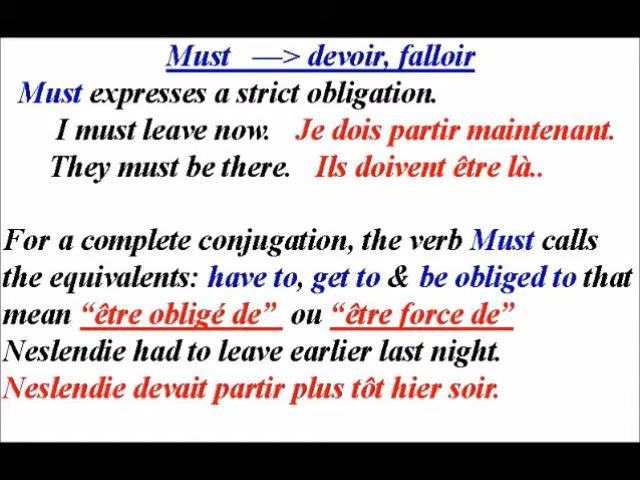 Must —> devoir, falloir
Must expresses a strict obligation.
I must leave now. Je dois partir maintenant.
They must be there. Ils doivent être là..
For a complete conjugation, the verb Must calls
the equivalents: have to, get to & be obliged to that
mean “être obligé de” ou “être force de”
Neslendie had to leave earlier last night.
Neslendie devait partir plus tôt hier soir.